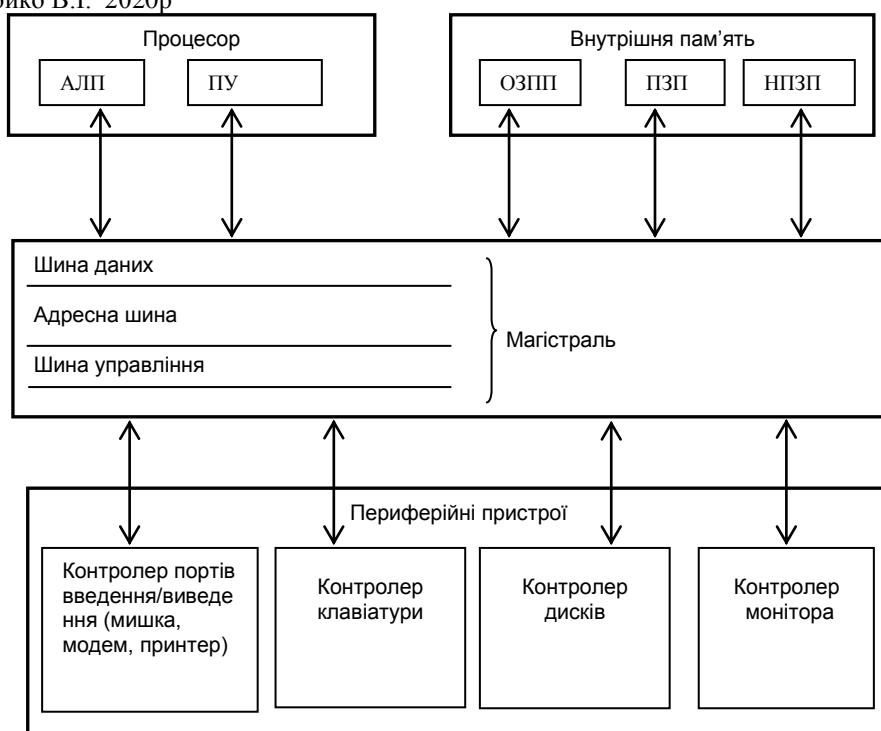 В.І. 2020р
Процесор
Внутрішня пам'ять
АЛП
ПУ
ОЗПП
ПЗП
НПЗП
Шина даних
Адресна шина
Шина управління
Магістраль
Периферійні пристрої
Контролер портів
введення/виведе
ння (мишка,
модем, принтер)
Контролер
клавіатури
Контролер
дисків
Контролер
монітора